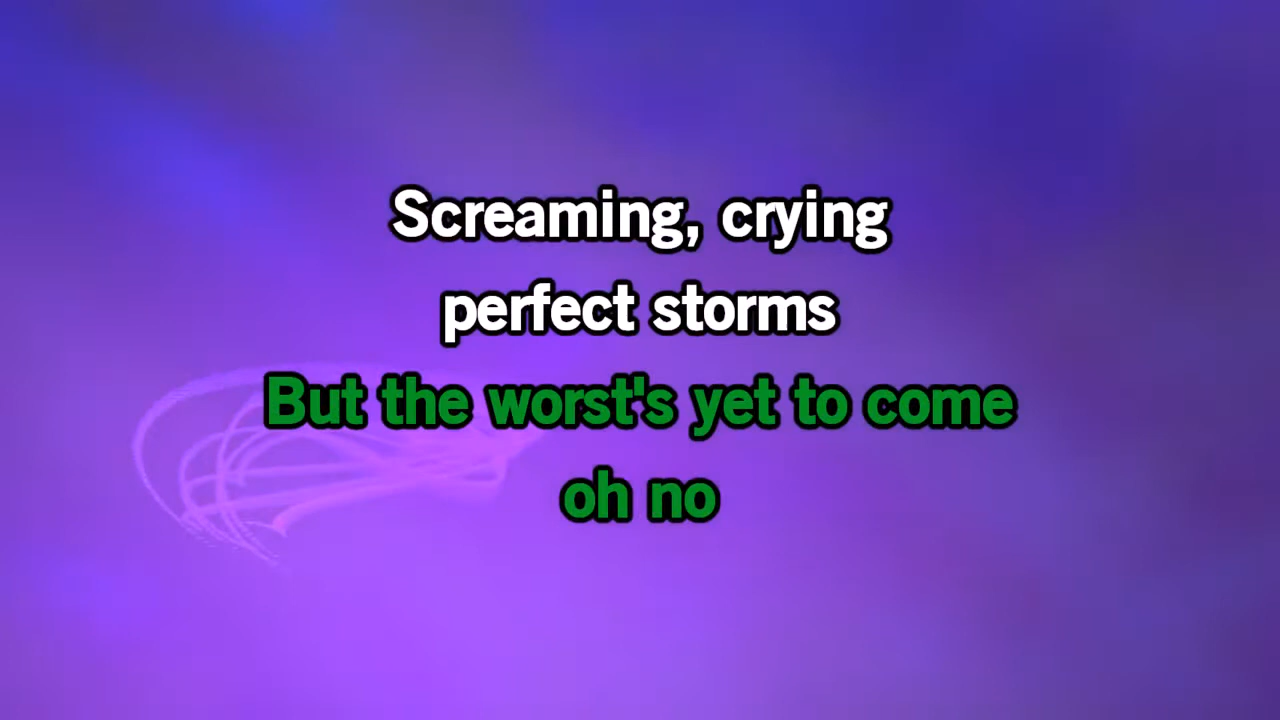 Screaming, crying
perfect storms
But the worst's yet to come
oh no